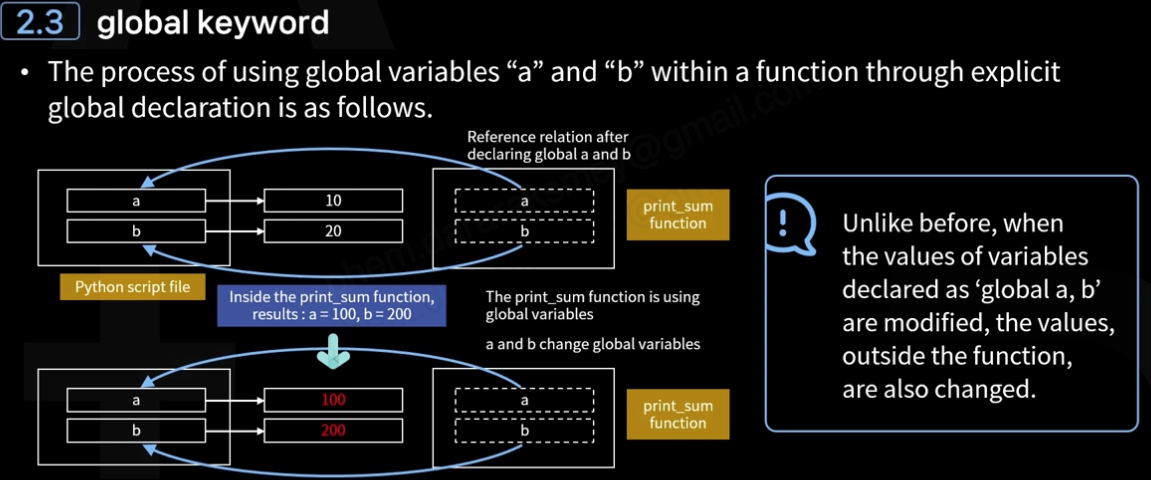 2.3 global keyword
• The process of using global variables “a” and “b” within a function through explicit
global declaration is as follows.
Reference relation after
declaring global a and b
a
10
a
b
20
b
print_sum
function
Python script file
Inside the print_sum function,
results : a = 100, b = 200
The print_sum function is using
global variables
a and b change global variables
a
100
a
b
200
b
print_sum
function
Unlike before, when
the values of variables
declared as ‘global a, b’
are modified, the values,
outside the function,
are also changed.